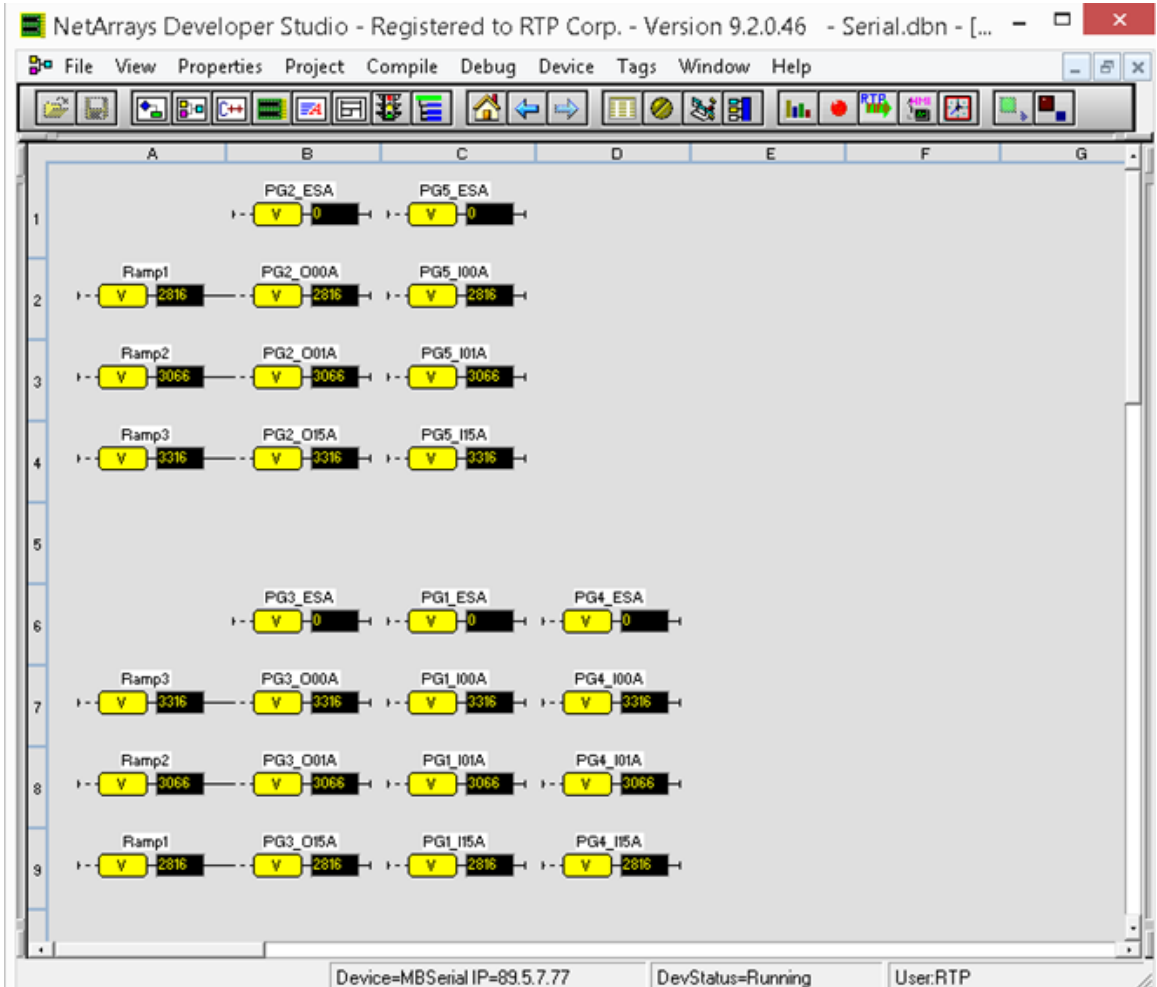 NetArrays Developer Studio - Registered to RTP Corp. - Version 9.2.0.46 - Serial.dbn - [...
File View Properties Project Compile Debug Device Tags Window Help
C++ RTP HMI
A B C D E F G
PG2_ESA PG5_ESA
1 V 0 V 0
Ramp1 PG2_O00A PG5_I00A
2 V 2816 V 2816 V 2816
Ramp2 PG2_O01A PG5_I01A
3 V 3066 V 3066 V 3066
Ramp3 PG2_O15A PG5_I15A
4 V 3316 V 3316 V 3316
5
PG3_ESA PG1_ESA PG4_ESA
6 V 0 V 0 V 0
Ramp3 PG3_O00A PG1_I00A PG4_I00A
7 V 3316 V 3316 V 3316 V 3316
Ramp2 PG3_O01A PG1_I01A PG4_I01A
8 V 3066 V 3066 V 3066 V 3066
Ramp1 PG3_O15A PG1_I15A PG4_I15A
9 V 2816 V 2816 V 2816 V 2816
Device=MBSerial IP=89.5.7.77 DevStatus=Running User:RTP